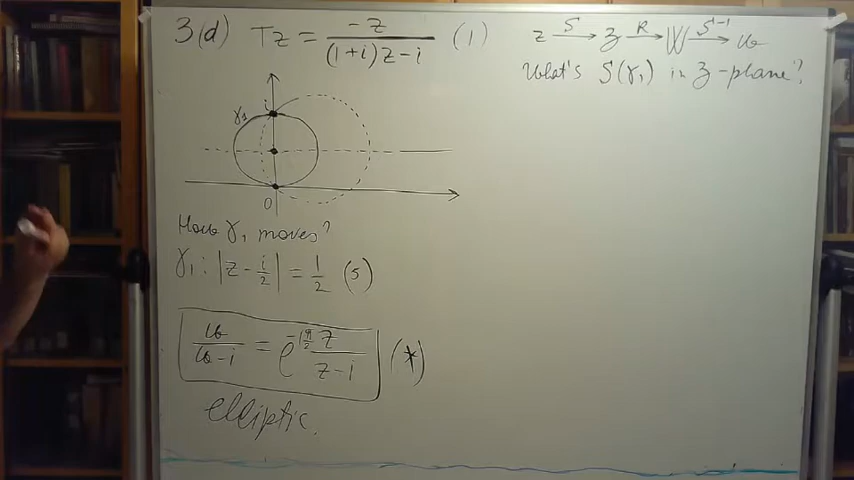 3(d) Tz = -z / ((1+i)z-i) (1)
z —S→ ʒ —R→ W —S⁻¹→ w
What's S(γ₁) in ʒ-plane?
γ₁
i
0
How γ₁ moves?
γ₁: |z - i/2| = 1/2 (5)
w/(w-i) = e^(-iπ/2) z/(z-i) (*)
elliptic.